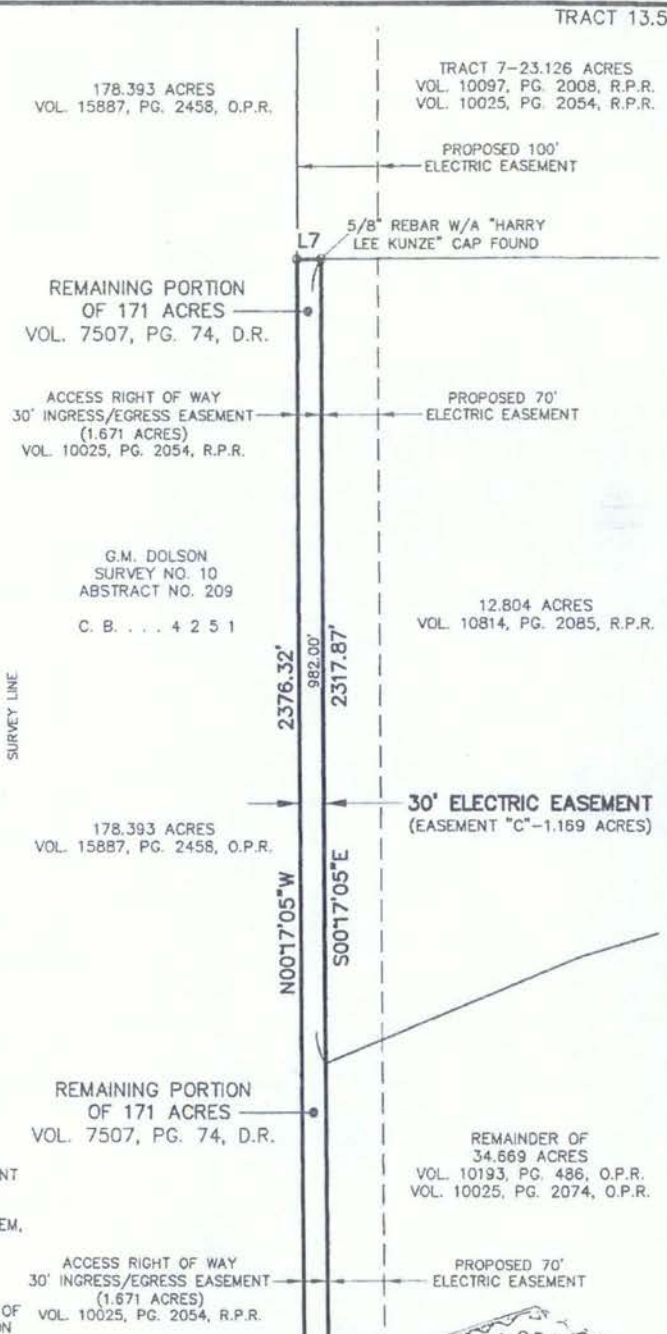 TRACT 13.5
178.393 ACRES
VOL. 15887, PG. 2458, O.P.R.
TRACT 7-23.126 ACRES
VOL. 10097, PG. 2008, R.P.R.
VOL. 10025, PG. 2054, R.P.R.
PROPOSED 100'
ELECTRIC EASEMENT
5/8" REBAR W/A "HARRY
LEE KUNZE" CAP FOUND
L7
REMAINING PORTION
OF 171 ACRES
VOL. 7507, PG. 74, D.R.
ACCESS RIGHT OF WAY
30' INGRESS/EGRESS EASEMENT
(1.671 ACRES)
VOL. 10025, PG. 2054, R.P.R.
PROPOSED 70'
ELECTRIC EASEMENT
G.M. DOLSON
SURVEY NO. 10
ABSTRACT NO. 209
C. B. . . . 4 2 5 1
12.804 ACRES
VOL. 10814, PG. 2085, R.P.R.
SURVEY LINE
2376.32'
982.00'
2317.87'
30' ELECTRIC EASEMENT
(EASEMENT "C"-1.169 ACRES)
178.393 ACRES
VOL. 15887, PG. 2458, O.P.R.
N00°17'05"W
S00°17'05"E
REMAINING PORTION
OF 171 ACRES
VOL. 7507, PG. 74, D.R.
REMAINDER OF
34.669 ACRES
VOL. 10193, PG. 486, O.P.R.
VOL. 10025, PG. 2074, O.P.R.
NT
EM,
ACCESS RIGHT OF WAY
30' INGRESS/EGRESS EASEMENT
(1.671 ACRES)
VOL. 10025, PG. 2054, R.P.R.
PROPOSED 70'
ELECTRIC EASEMENT
OF
ON